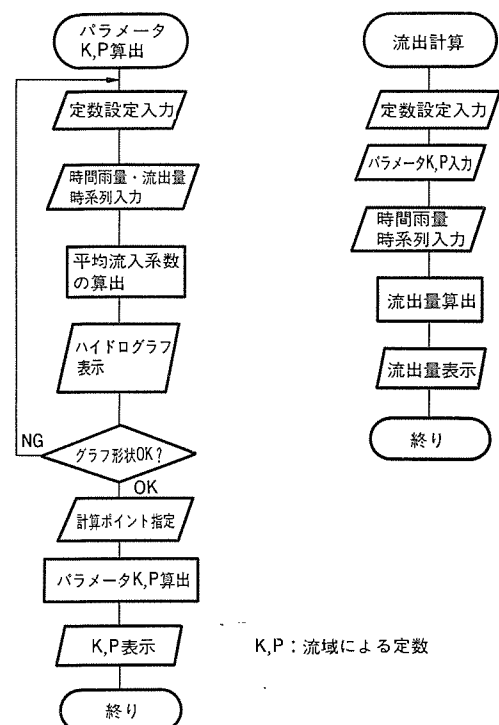 パラメータ
K,P算出
定数設定入力
時間雨量・流出量
時系列入力
平均流入係数
の算出
ハイドログラフ
表示
NG
グラフ形状OK?
OK
計算ポイント指定
パラメータK,P算出
K,P表示
終り
流出計算
定数設定入力
パラメータK,P入力
時間雨量
時系列入力
流出量算出
流出量表示
終り
K,P:流域による定数